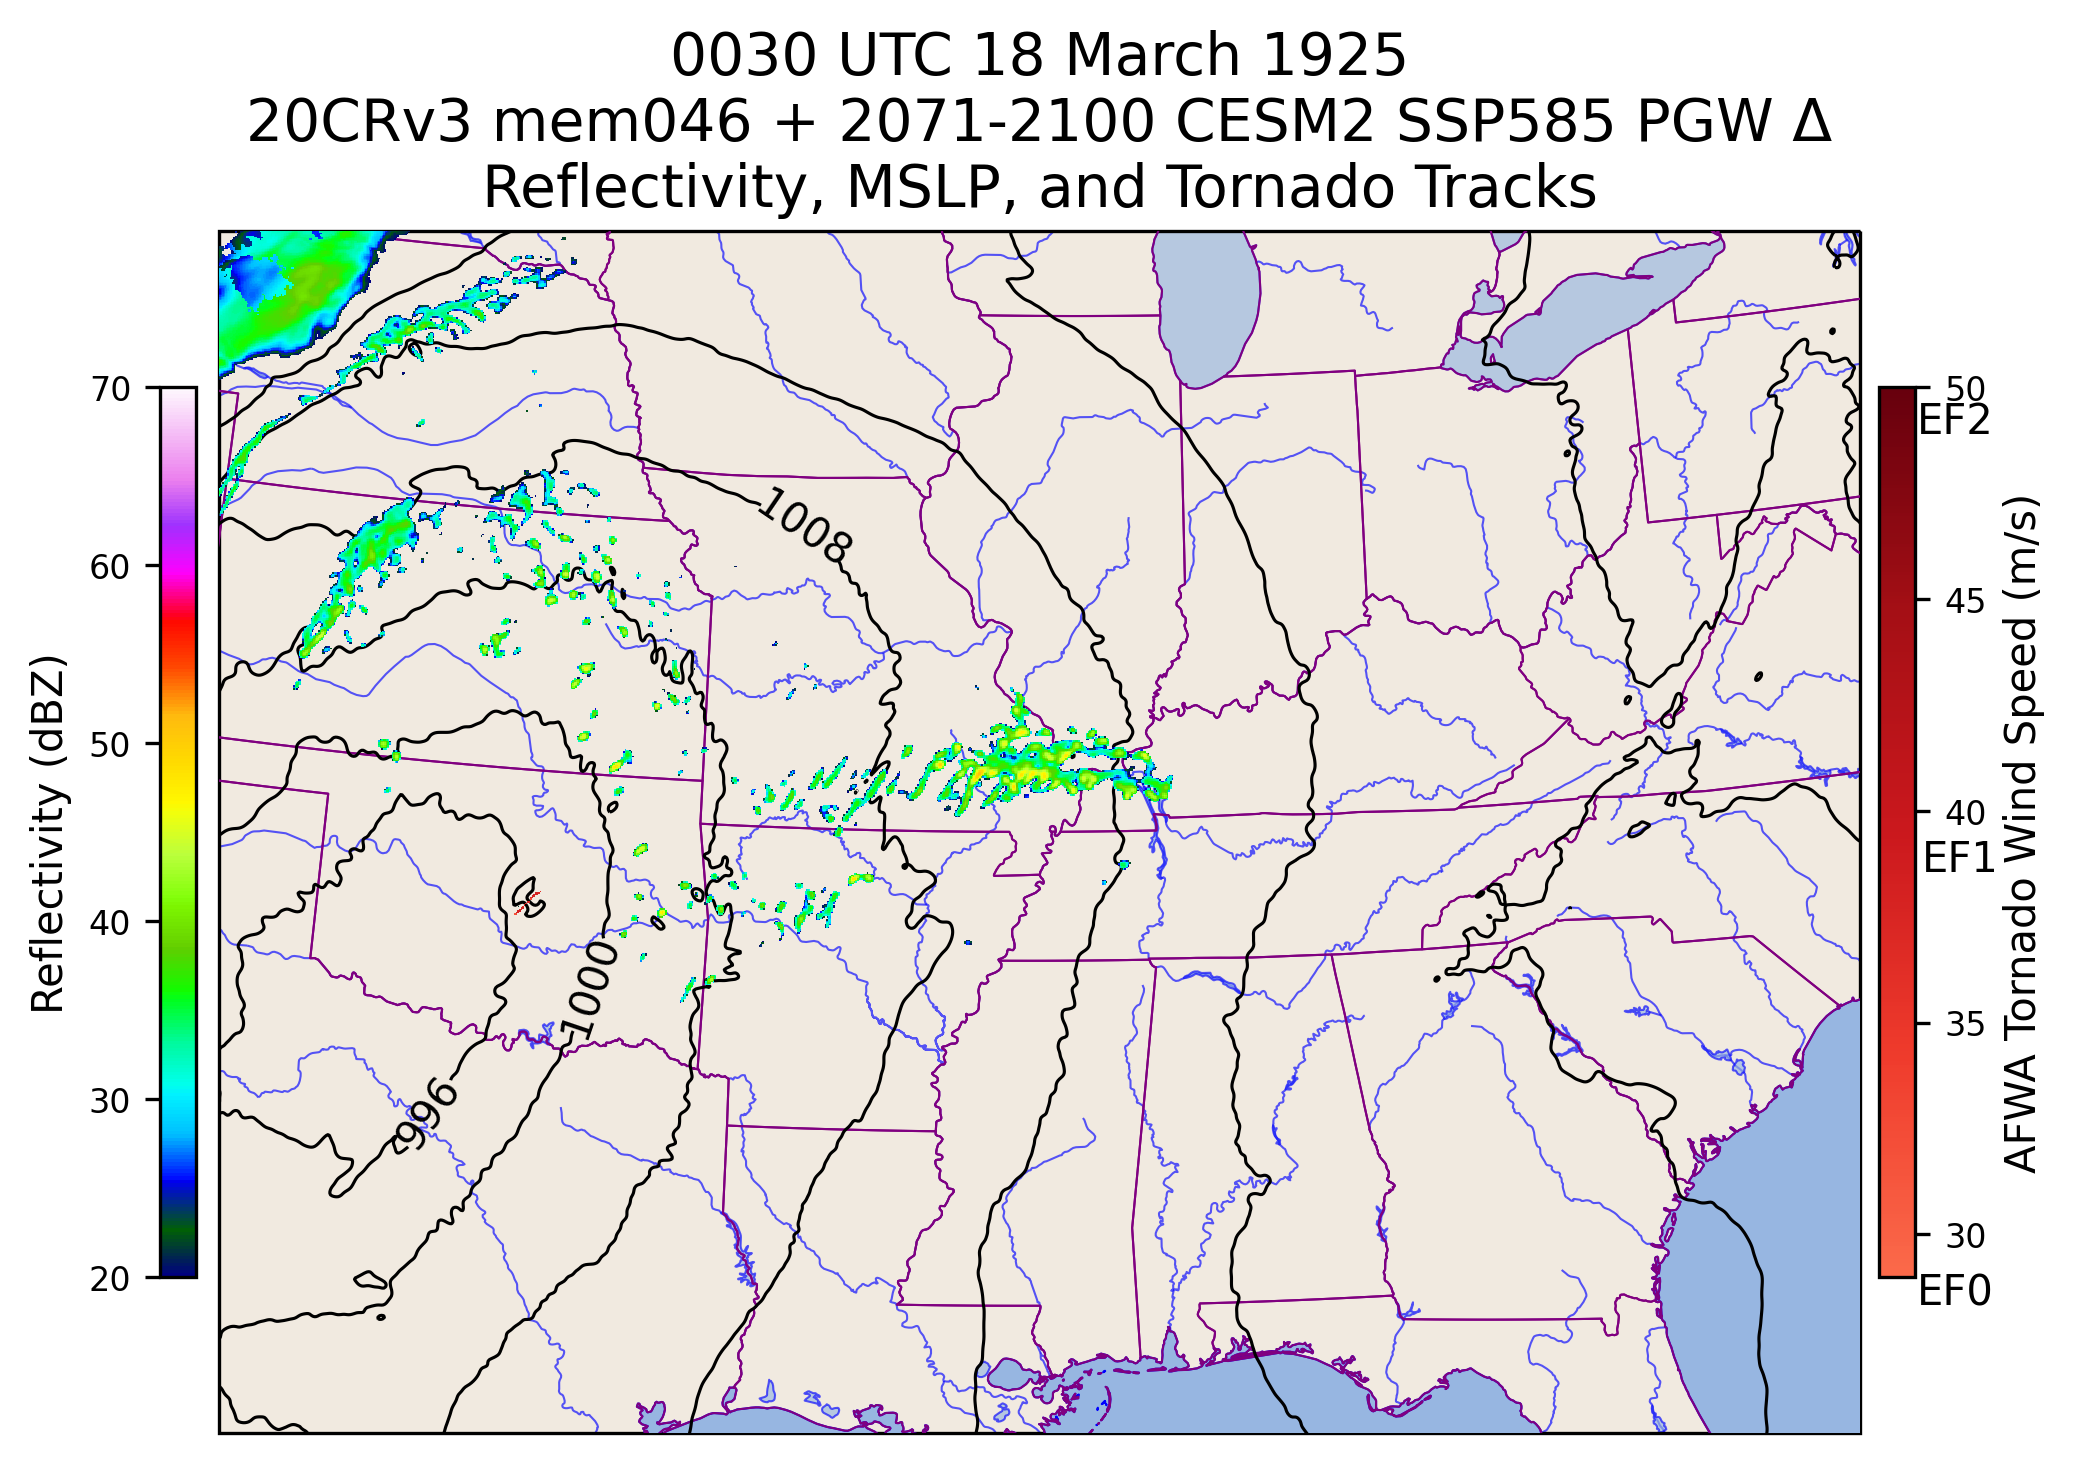 0030 UTC 18 March 1925
20CRv3 mem046 + 2071-2100 CESM2 SSP585 PGW Δ
Reflectivity, MSLP, and Tornado Tracks
70
60
50
40
30
20
Reflectivity (dBZ)
1008
1000
996
50
EF2
45
40
EF1
35
30
EF0
AFWA Tornado Wind Speed (m/s)